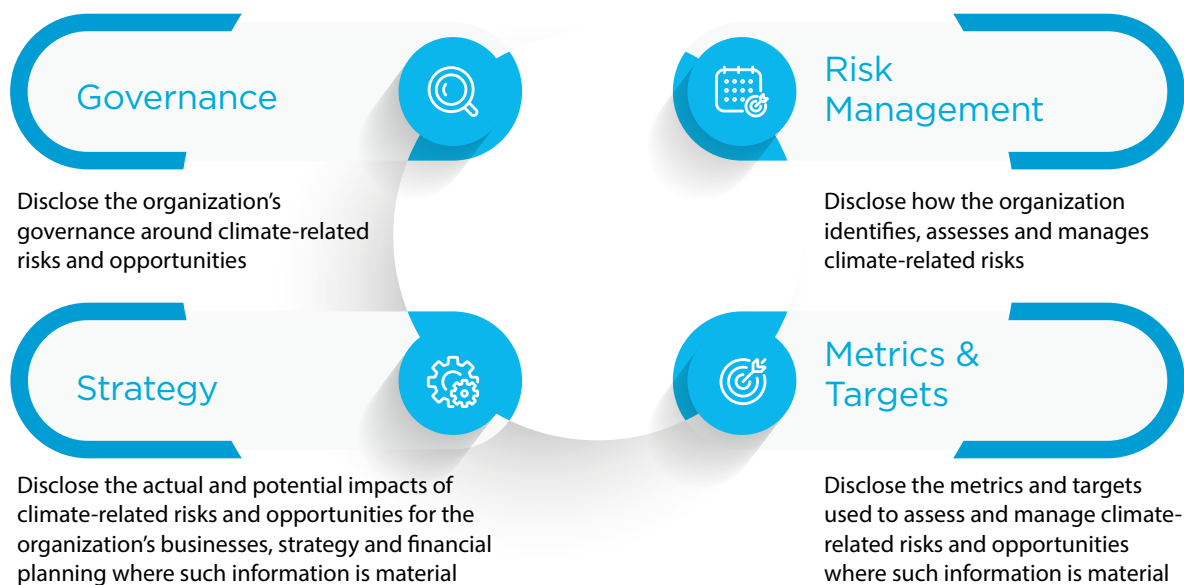 Governance
Disclose the organization’s
governance around climate-related
risks and opportunities
Risk
Management
Disclose how the organization
identifies, assesses and manages
climate-related risks
Strategy
Disclose the actual and potential impacts of
climate-related risks and opportunities for the
organization’s businesses, strategy and financial
planning where such information is material
Metrics &
Targets
Disclose the metrics and targets
used to assess and manage climate-
related risks and opportunities
where such information is material